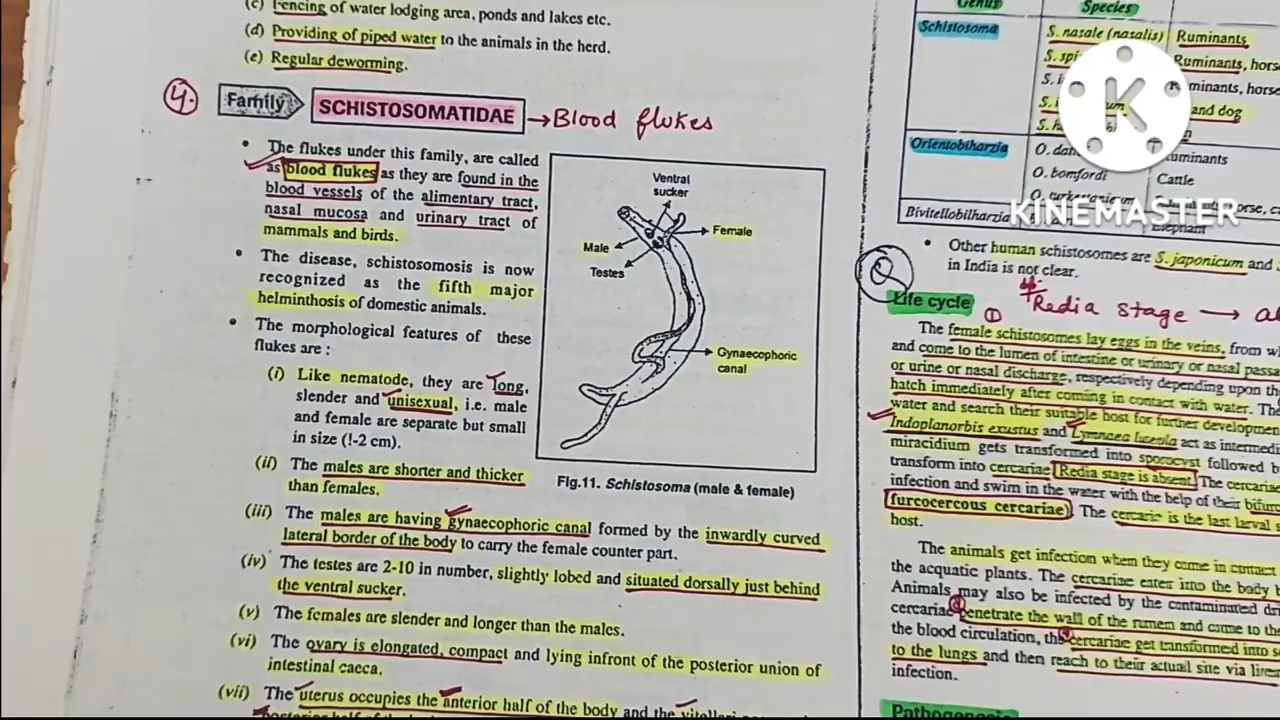 (c) Fencing of water lodging area, ponds and lakes etc.
(d) Providing of piped water to the animals in the herd.
(e) Regular deworming.
4.
Family
SCHISTOSOMATIDAE
→Blood flukes
• The flukes under this family, are called
as blood flukes as they are found in the
blood vessels of the alimentary tract,
nasal mucosa and urinary tract of
mammals and birds.
• The disease, schistosomosis is now
recognized as the fifth major
helminthosis of domestic animals.
• The morphological features of these
flukes are :
(i) Like nematode, they are long,
slender and unisexual, i.e. male
and female are separate but small
in size (!-2 cm).
(ii) The males are shorter and thicker
than females.
(iii) The males are having gynaecophoric canal formed by the inwardly curved
lateral border of the body to carry the female counter part.
(iv) The testes are 2-10 in number, slightly lobed and situated dorsally just behind
the ventral sucker.
(v) The females are slender and longer than the males.
(vi) The ovary is elongated, compact and lying infront of the posterior union of
intestinal caeca.
(vii) The uterus occupies the anterior half of the body and the
Ventral
sucker
Female
Male
Testes
Gynaecophoric
canal
Fig.11. Schistosoma (male & female)
Genus Species
Schistosoma S. nasale (nasalis) Ruminants
Ruminants, horse
S.
S. and dog
S.
Orientobiharzia
O. bomfordi Cattle
Bivitellobilharzia Elephant
K
KINEMASTER
• Other human schistosomes are S. japonicum and
in India is not clear.
Life cycle
Redia stage →
①
The female schistosomes lay eggs in the veins, from
and come to the lumen of intestine or urinary or nasal
or urine or nasal discharge, respectively depending upon
hatch immediately after coming in contact with water.
water and search their suitable host for further
Indoplanorbis exustus and Lymnaea luteola act as
miracidium gets transformed into sporocyst followed
transform into cercariae. Redia stage is absent. The
infection and swim in the water with the help of their
furcocercous cercariae). The cercaria is the last larval
host.
The animals get infection when they come in contact
the acquatic plants. The cercariae enter into the body
Animals may also be infected by the contaminated
cercariae penetrate the wall of the rumen and come to
the blood circulation, the cercariae get transformed into
to the lungs and then reach to their actuall site via
infection.
Pathogenesis